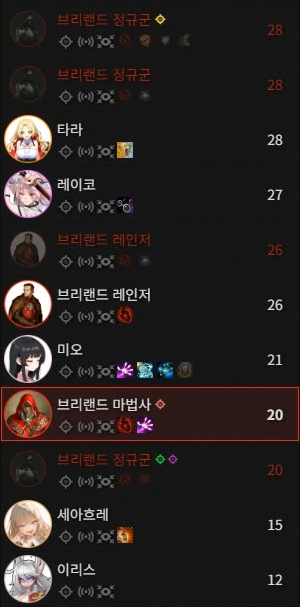 브리랜드 정규군 28
브리랜드 정규군 28
타라 28
레이코 27
브리랜드 레인저 26
브리랜드 레인저 26
미오 21
브리랜드 마법사 20
브리랜드 정규군 20
세아흐레 15
이리스 12